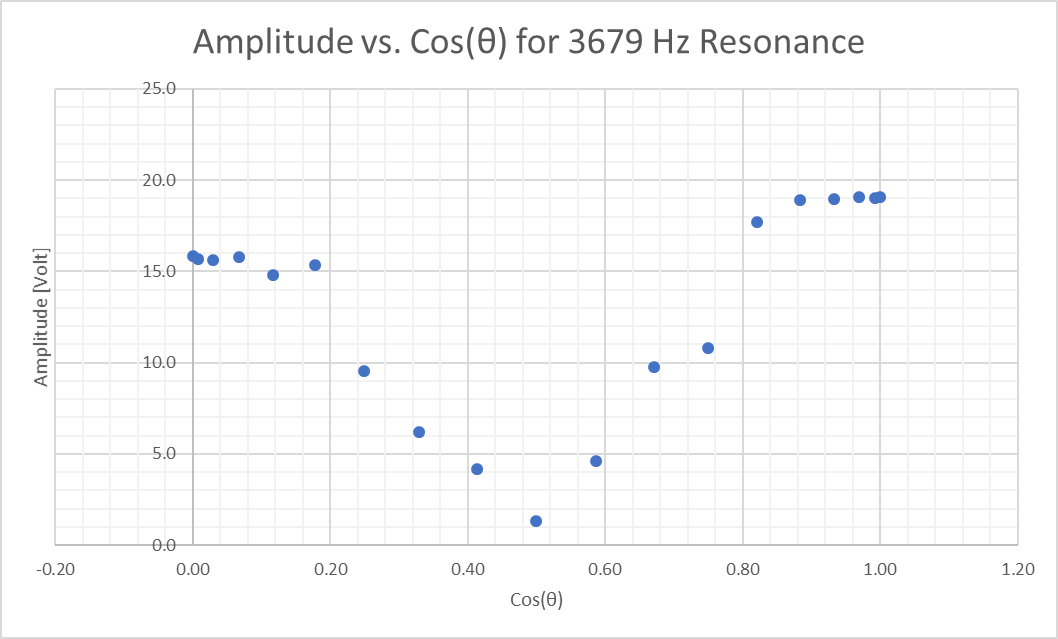 Amplitude vs. Cos(θ) for 3679 Hz Resonance
25.0
20.0
15.0
10.0
5.0
0.0
Amplitude [Volt]
-0.20 0.00 0.20 0.40 0.60 0.80 1.00 1.20
Cos(θ)